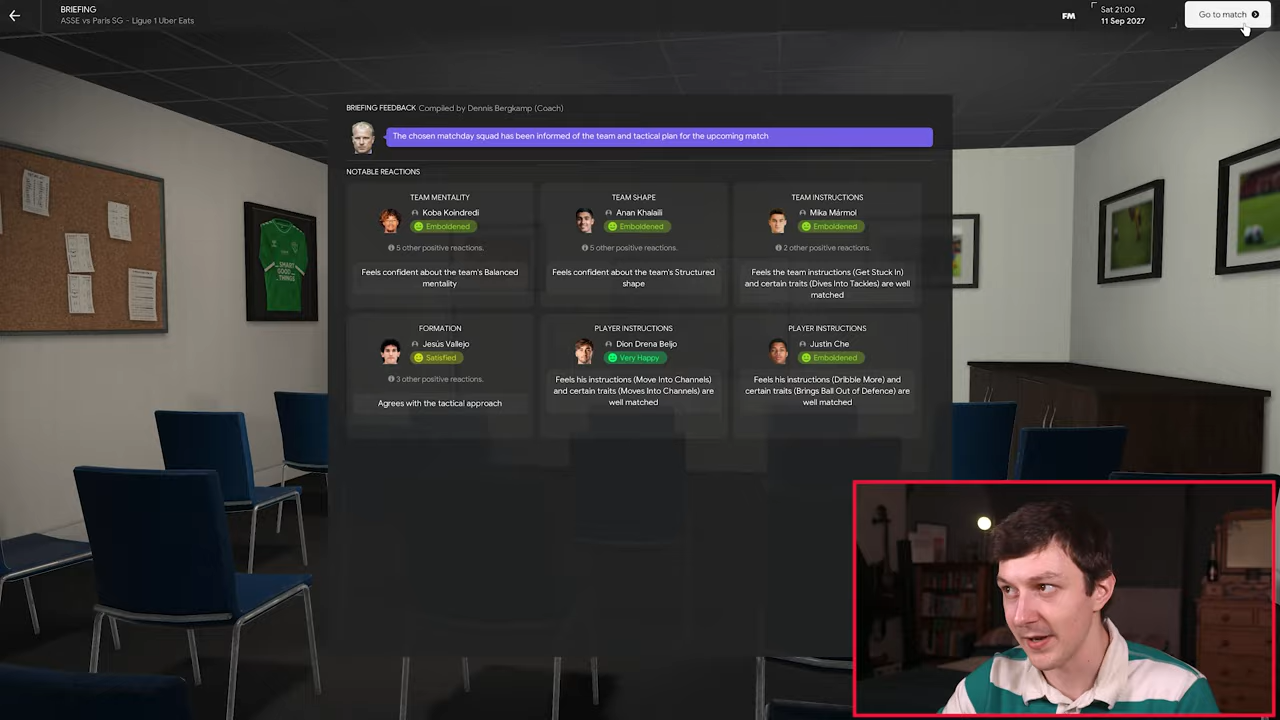 BRIEFING
ASSE vs Paris SG - Ligue 1 Uber Eats
FM
Sat 21:00
11 Sep 2027
Go to match
BRIEFING FEEDBACK Compiled by Dennis Bergkamp (Coach)
The chosen matchday squad has been informed of the team and tactical plan for the upcoming match
NOTABLE REACTIONS
TEAM MENTALITY
Koba Koindredi
Emboldened
5 other positive reactions.
Feels confident about the team's Balanced
mentality
TEAM SHAPE
Anan Khalaili
Emboldened
5 other positive reactions.
Feels confident about the team's Structured
shape
TEAM INSTRUCTIONS
Mika Mármol
Emboldened
2 other positive reactions.
Feels the team instructions (Get Stuck In)
and certain traits (Dives Into Tackles) are well
matched
FORMATION
Jesús Vallejo
Satisfied
3 other positive reactions.
Agrees with the tactical approach
PLAYER INSTRUCTIONS
Dion Drena Beljo
Very Happy
Feels his instructions (Move Into Channels)
and certain traits (Moves Into Channels) are
well matched
PLAYER INSTRUCTIONS
Justin Che
Emboldened
Feels his instructions (Dribble More) and
certain traits (Brings Ball Out of Defence) are
well matched
SMART
GOOD
THINGS